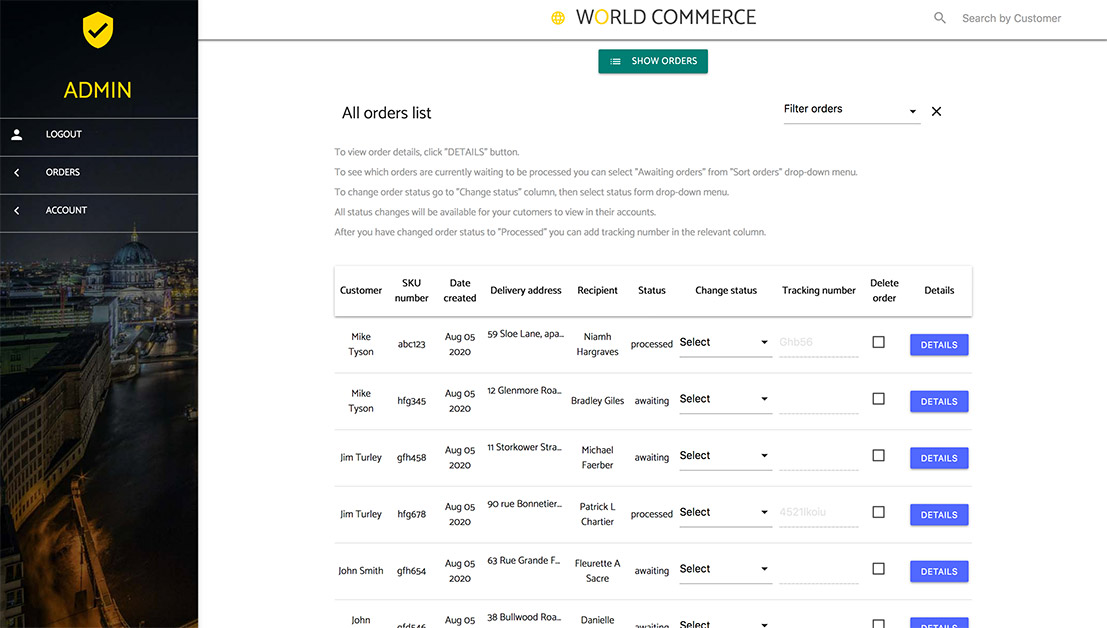 ADMIN
LOGOUT
ORDERS
ACCOUNT
WORLD COMMERCE
Search by Customer
SHOW ORDERS
All orders list
Filter orders
To view order details, click "DETAILS" button.
To see which orders are currently waiting to be processed you can select "Awaiting orders" from "Sort orders" drop-down menu.
To change order status go to "Change status" column, then select status form drop-down menu.
All status changes will be available for your cutomers to view in their accounts.
After you have changed order status to "Processed" you can add tracking number in the relevant column.
Customer SKU number Date created Delivery address Recipient Status Change status Tracking number Delete order Details
Mike Tyson abc123 Aug 05 2020 59 Sloe Lane, apa... Niamh Hargraves processed Select Ghb56 DETAILS
Mike Tyson hfg345 Aug 05 2020 12 Glenmore Roa... Bradley Giles awaiting Select DETAILS
Jim Turley gfh458 Aug 05 2020 11 Storkower Stra... Michael Faerber awaiting Select DETAILS
Jim Turley hfg678 Aug 05 2020 90 rue Bonnetier... Patrick L Chartier processed Select 4521lkoiu DETAILS
John Smith gfh654 Aug 05 2020 63 Rue Grande F... Fleurette A Sacre awaiting Select DETAILS
John Aug 05 38 Bullwood Roa... Danielle awaiting Select DETAILS